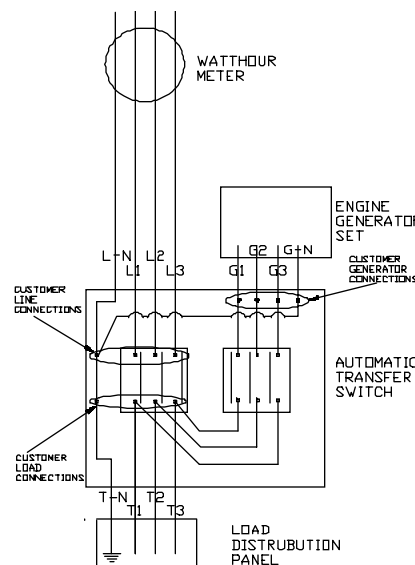 WATTHOUR
METER
ENGINE
GENERATOR
SET
L-N L2
L1 L3
G2 G+N
G1 G3
CUSTOMER
GENERATOR
CONNECTIONS
CUSTOMER
LINE
CONNECTIONS
AUTOMATIC
TRANSFER
SWITCH
CUSTOMER
LOAD
CONNECTIONS
T-N T2
T1 T3
LOAD
DISTRUBUTION
PANEL